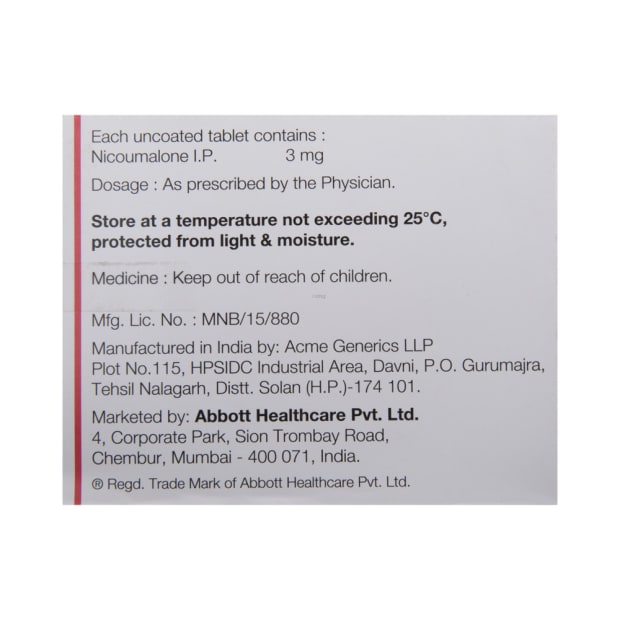 Each uncoated tablet contains :
Nicoumalone I.P. 3 mg
Dosage : As prescribed by the Physician.
Store at a temperature not exceeding 25°C,
protected from light & moisture.
Medicine : Keep out of reach of children.
Mfg. Lic. No. : MNB/15/880
Manufactured in India by: Acme Generics LLP
Plot No.115, HPSIDC Industrial Area, Davni, P.O. Gurumajra,
Tehsil Nalagarh, Distt. Solan (H.P.)-174 101.
Marketed by: Abbott Healthcare Pvt. Ltd.
4, Corporate Park, Sion Trombay Road,
Chembur, Mumbai - 400 071, India.
® Regd. Trade Mark of Abbott Healthcare Pvt. Ltd.